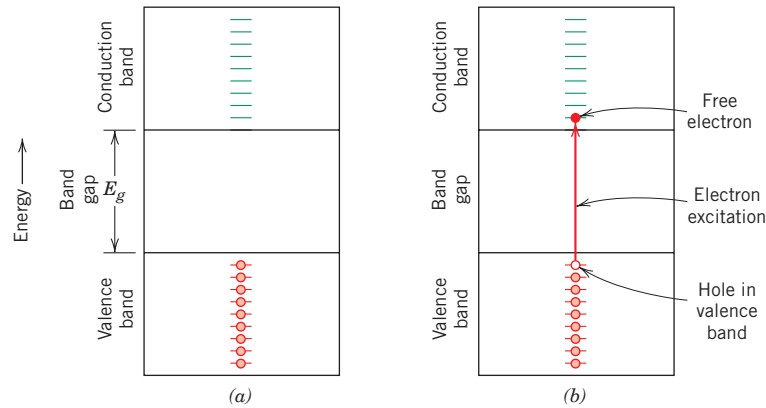 Energy
Conduction
band
Band
gap
E_g
Valence
band
(a)
Conduction
band
Band
gap
Valence
band
Free
electron
Electron
excitation
Hole in
valence
band
(b)